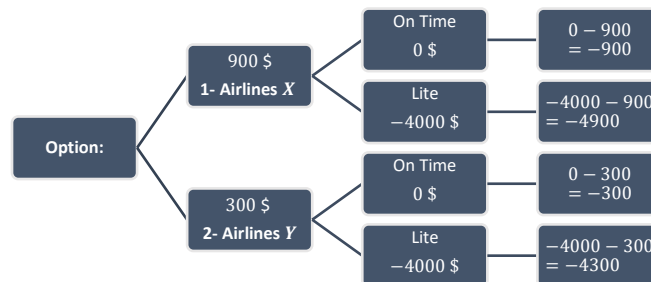 Option:
900 $
1- Airlines X
300 $
2- Airlines Y
On Time
0 $
Lite
−4000 $
On Time
0 $
Lite
−4000 $
0 − 900
= −900
−4000 − 900
= −4900
0 − 300
= −300
−4000 − 300
= −4300